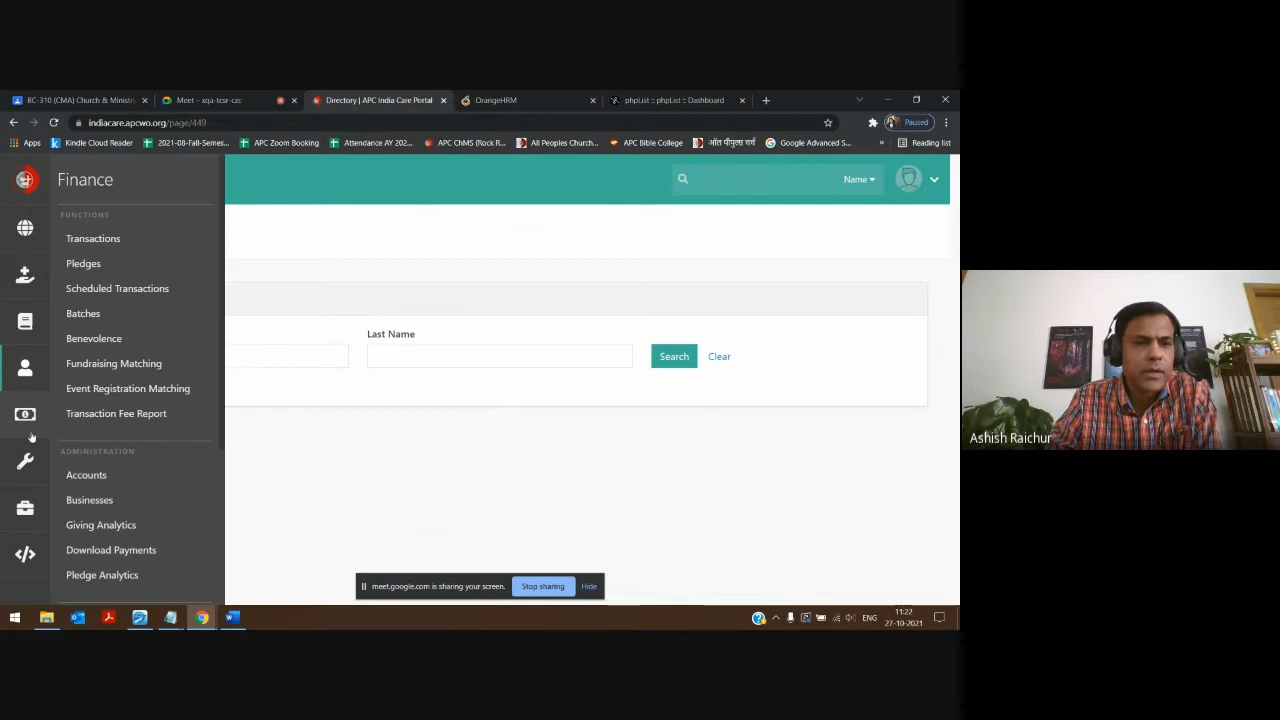 BC-310 (CMA) Church & Ministry
Meet – xqa-tcsr-czc
Directory | APC India Care Portal
OrangeHRM
phpList :: phpList :: Dashboard
indiacare.apcwo.org/page/449
Paused
Apps
Kindle Cloud Reader
2021-08-Fall-Semes...
APC Zoom Booking
Attendance AY 202...
APC ChMS (Rock R...
All Peoples Church...
APC Bible College
ऑल पीपुल्स चर्च
Google Advanced S...
Reading list
Finance
Name
FUNCTIONS
Transactions
Pledges
Scheduled Transactions
Batches
Benevolence
Fundraising Matching
Event Registration Matching
Transaction Fee Report
Last Name
Search
Clear
ADMINISTRATION
Accounts
Businesses
Giving Analytics
Download Payments
Pledge Analytics
meet.google.com is sharing your screen.
Stop sharing
Hide
ENG
11:22
27-10-2021
Ashish Raichur